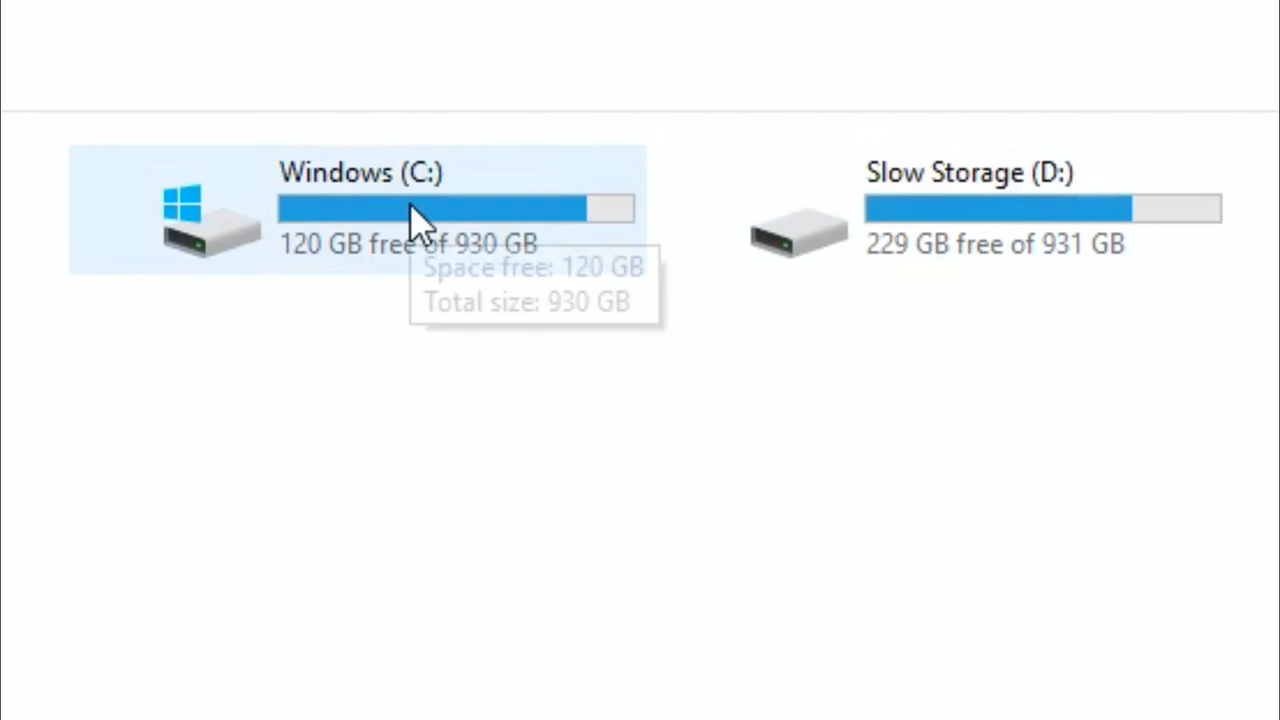 Windows (C:)
120 GB free of 930 GB
Space free: 120 GB
Total size: 930 GB
Slow Storage (D:)
229 GB free of 931 GB